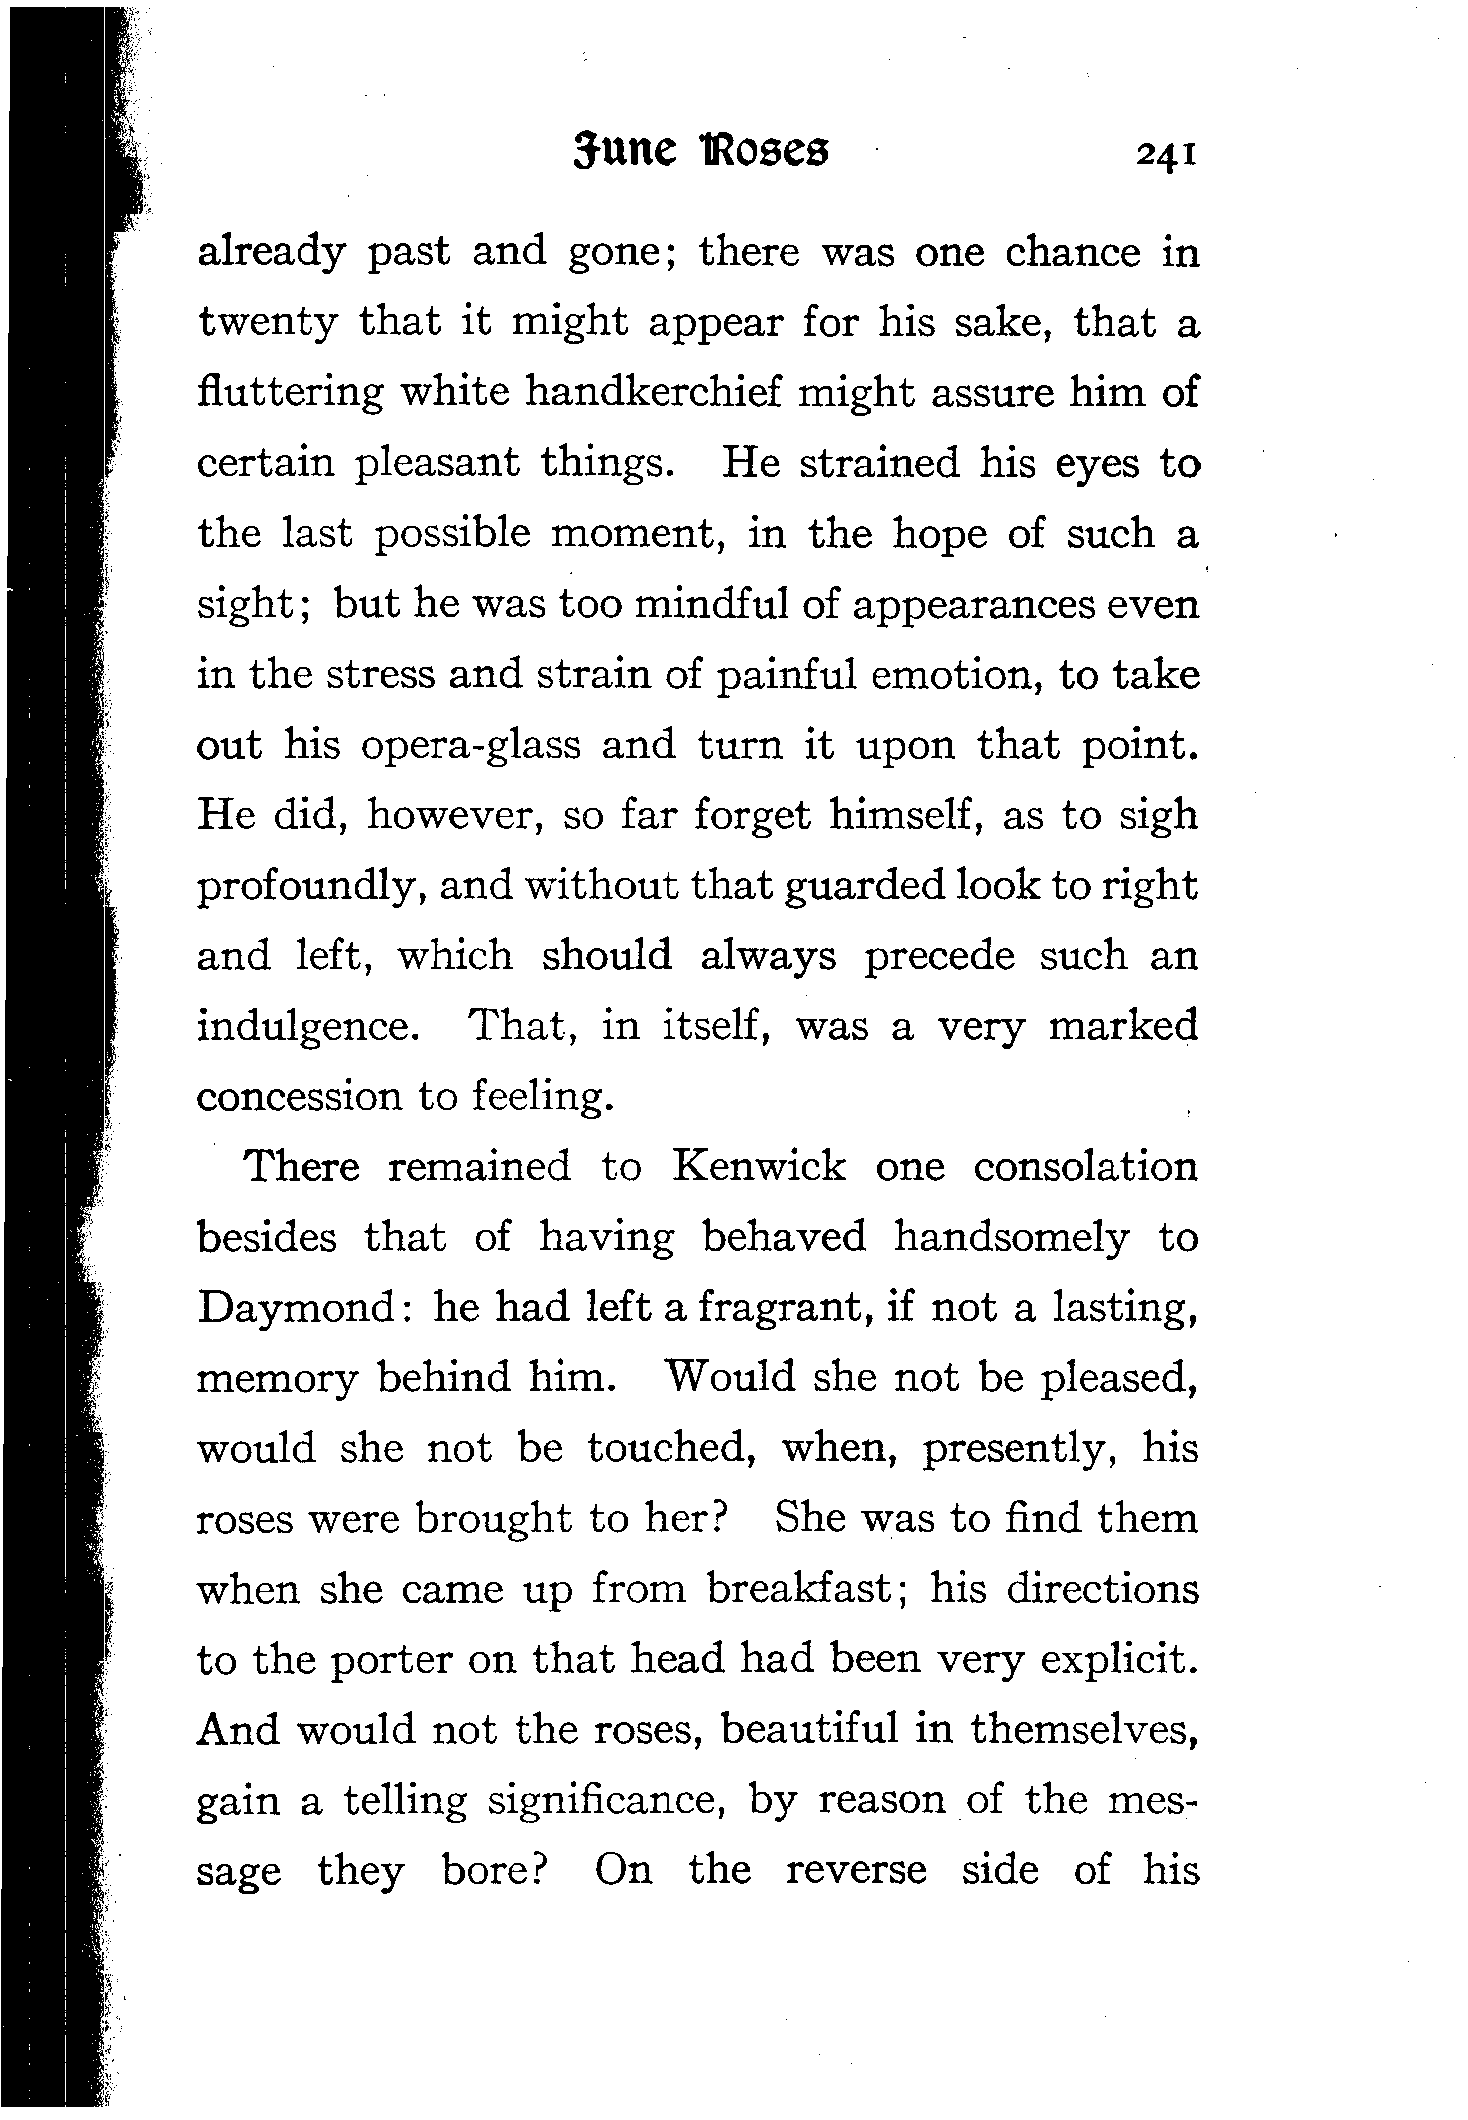 June Roses 241
already past and gone; there was one chance in
twenty that it might appear for his sake, that a
fluttering white handkerchief might assure him of
certain pleasant things. He strained his eyes to
the last possible moment, in the hope of such a
sight; but he was too mindful of appearances even
in the stress and strain of painful emotion, to take
out his opera-glass and turn it upon that point.
He did, however, so far forget himself, as to sigh
profoundly, and without that guarded look to right
and left, which should always precede such an
indulgence. That, in itself, was a very marked
concession to feeling.
There remained to Kenwick one consolation
besides that of having behaved handsomely to
Daymond: he had left a fragrant, if not a lasting,
memory behind him. Would she not be pleased,
would she not be touched, when, presently, his
roses were brought to her? She was to find them
when she came up from breakfast; his directions
to the porter on that head had been very explicit.
And would not the roses, beautiful in themselves,
gain a telling significance, by reason of the mes-
sage they bore? On the reverse side of his